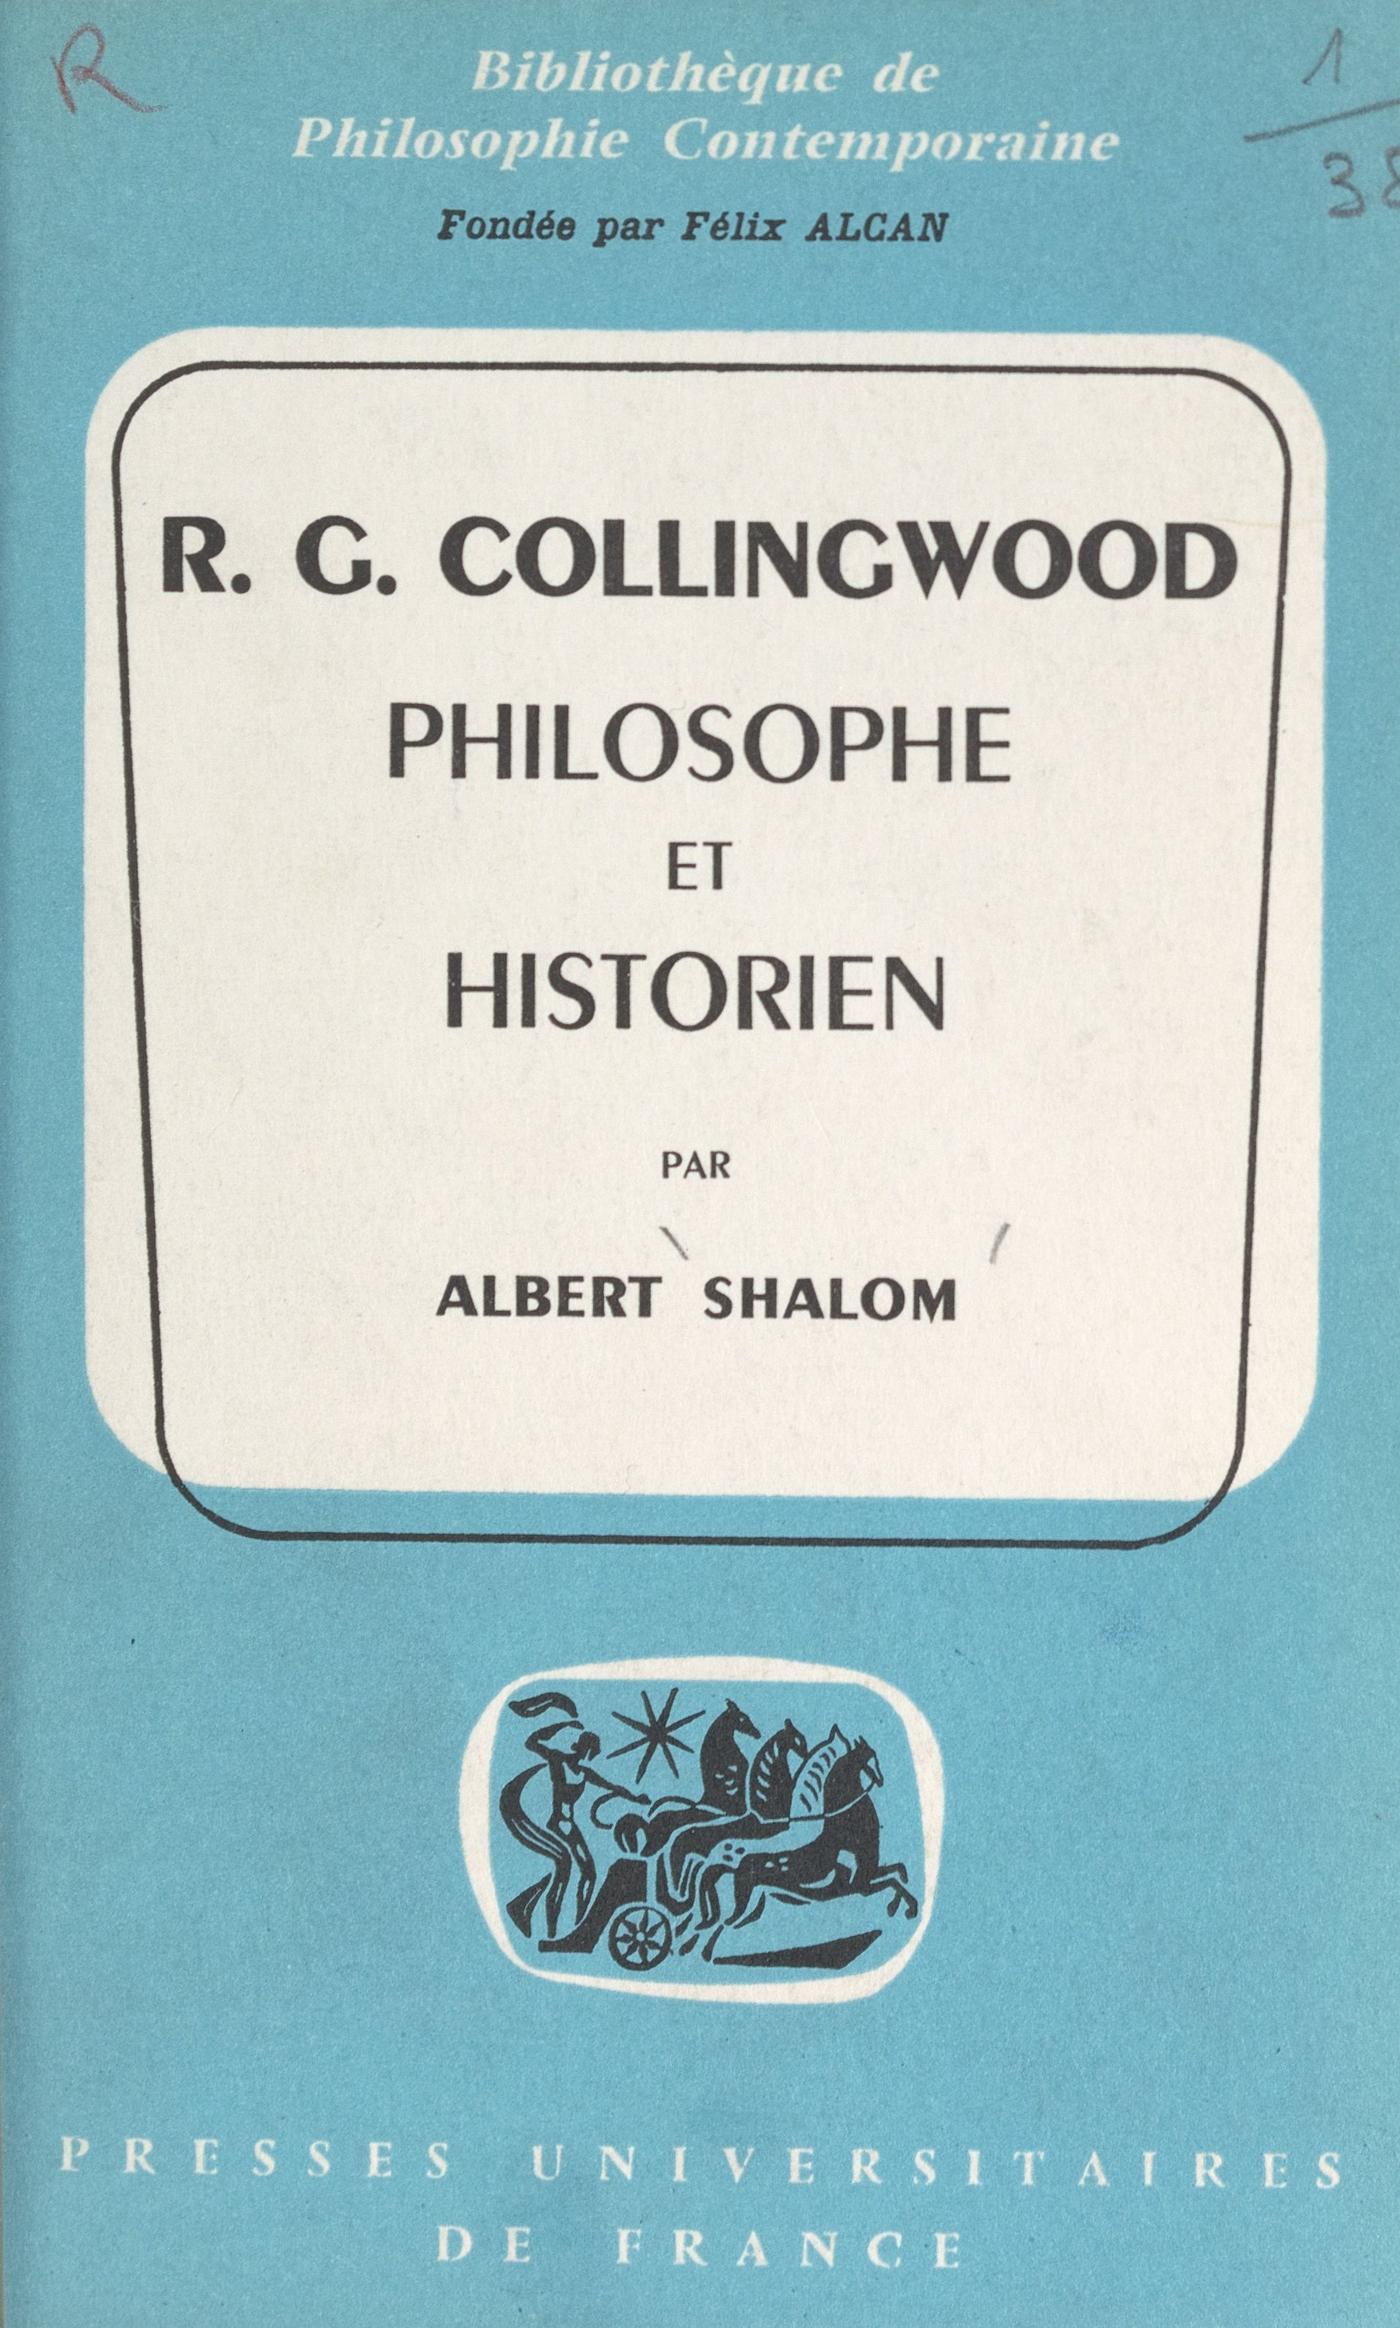 R
1
Bibliothèque de
Philosophie Contemporaine
Fondée par Félix ALCAN
R. G. COLLINGWOOD
PHILOSOPHE
ET
HISTORIEN
PAR
ALBERT SHALOM
PRESSES UNIVERSITAIRES
DE FRANCE